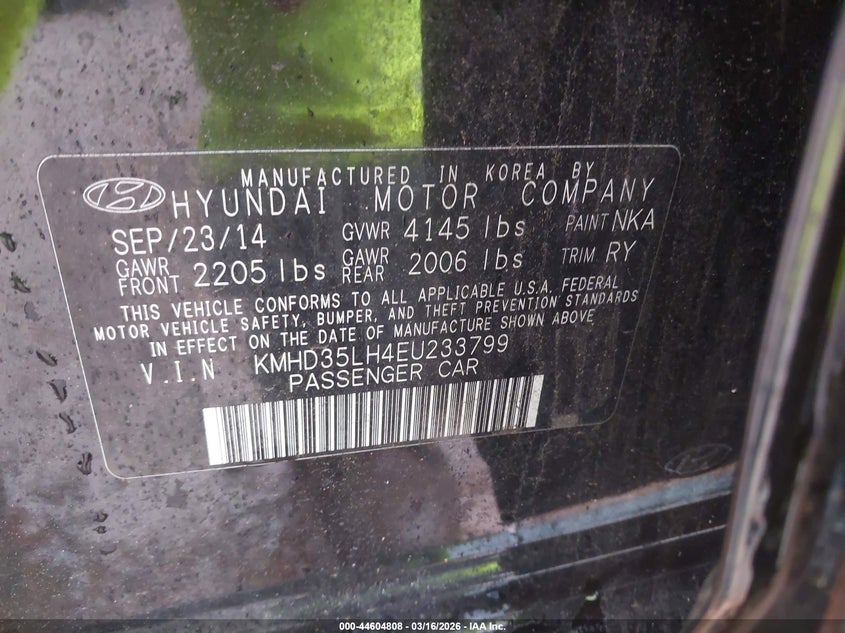 MANUFACTURED IN KOREA BY
HYUNDAI MOTOR COMPANY
SEP/23/14 GVWR 4145 lbs PAINT NKA
GAWR FRONT 2205 lbs GAWR REAR 2006 lbs TRIM RY
THIS VEHICLE CONFORMS TO ALL APPLICABLE U.S.A. FEDERAL
MOTOR VEHICLE SAFETY, BUMPER, AND THEFT PREVENTION STANDARDS
IN EFFECT ON THE DATE OF MANUFACTURE SHOWN ABOVE
V.I.N KMHD35LH4EU233799
PASSENGER CAR
000-44604808 - 03/16/2026 - IAA Inc.